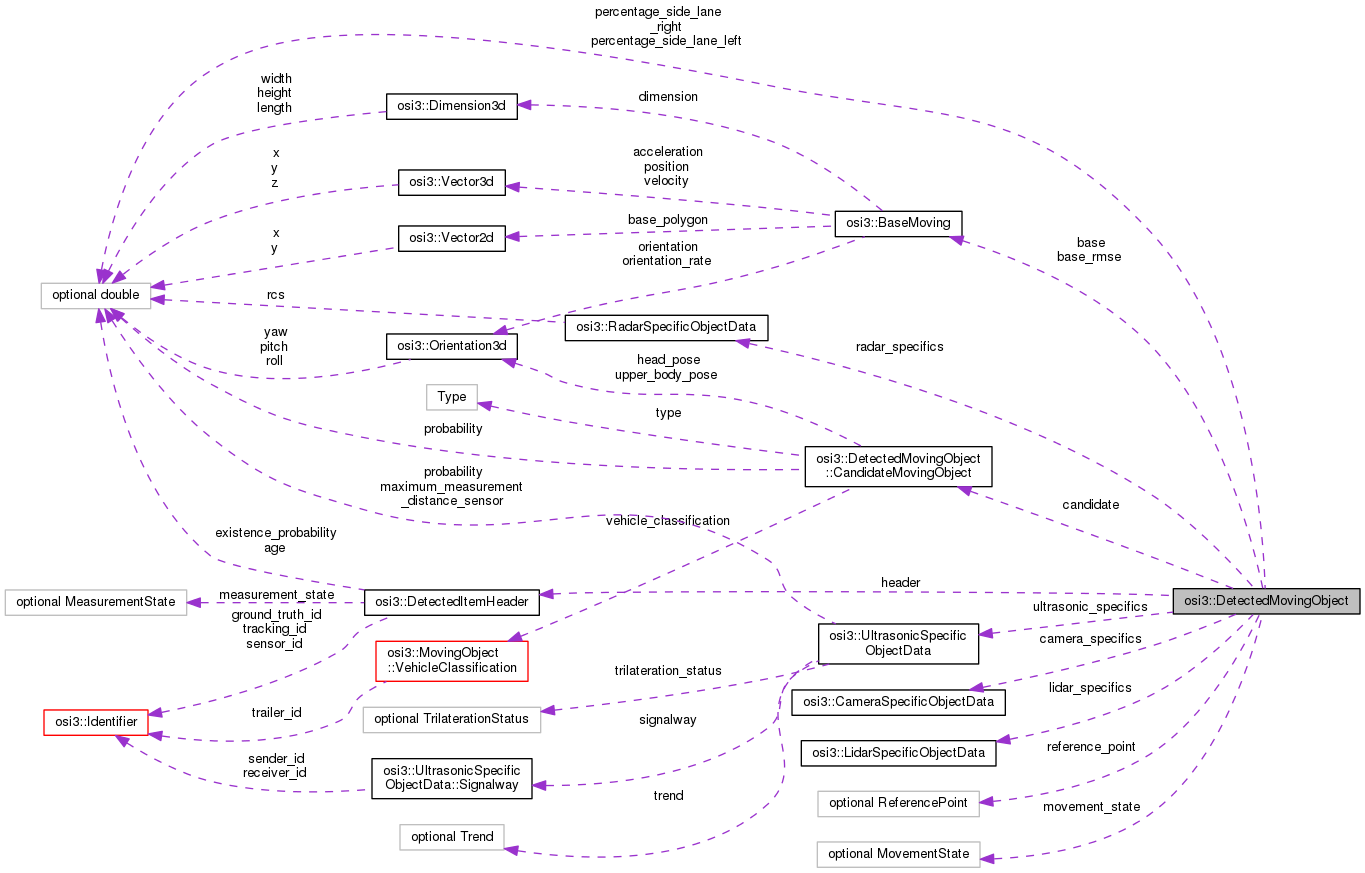 percentage_side_lane
_right
percentage_side_lane_left
width
height
length
osi3::Dimension3d
dimension
x
y
z
osi3::Vector3d
acceleration
position
velocity
osi3::BaseMoving
base_polygon
x
y
osi3::Vector2d
orientation
orientation_rate
base
base_rmse
optional double
rcs
osi3::RadarSpecificObjectData
radar_specifics
yaw
pitch
roll
osi3::Orientation3d
head_pose
upper_body_pose
Type
type
probability
osi3::DetectedMovingObject
::CandidateMovingObject
probability
maximum_measurement
_distance_sensor
candidate
vehicle_classification
existence_probability
age
header
optional MeasurementState
measurement_state
osi3::DetectedItemHeader
osi3::DetectedMovingObject
ground_truth_id
tracking_id
sensor_id
ultrasonic_specifics
osi3::UltrasonicSpecific
ObjectData
camera_specifics
osi3::MovingObject
::VehicleClassification
trilateration_status
lidar_specifics
osi3::CameraSpecificObjectData
osi3::Identifier
trailer_id
optional TrilaterationStatus
signalway
reference_point
osi3::LidarSpecificObjectData
sender_id
receiver_id
osi3::UltrasonicSpecific
ObjectData::Signalway
trend
optional ReferencePoint
movement_state
optional Trend
optional MovementState